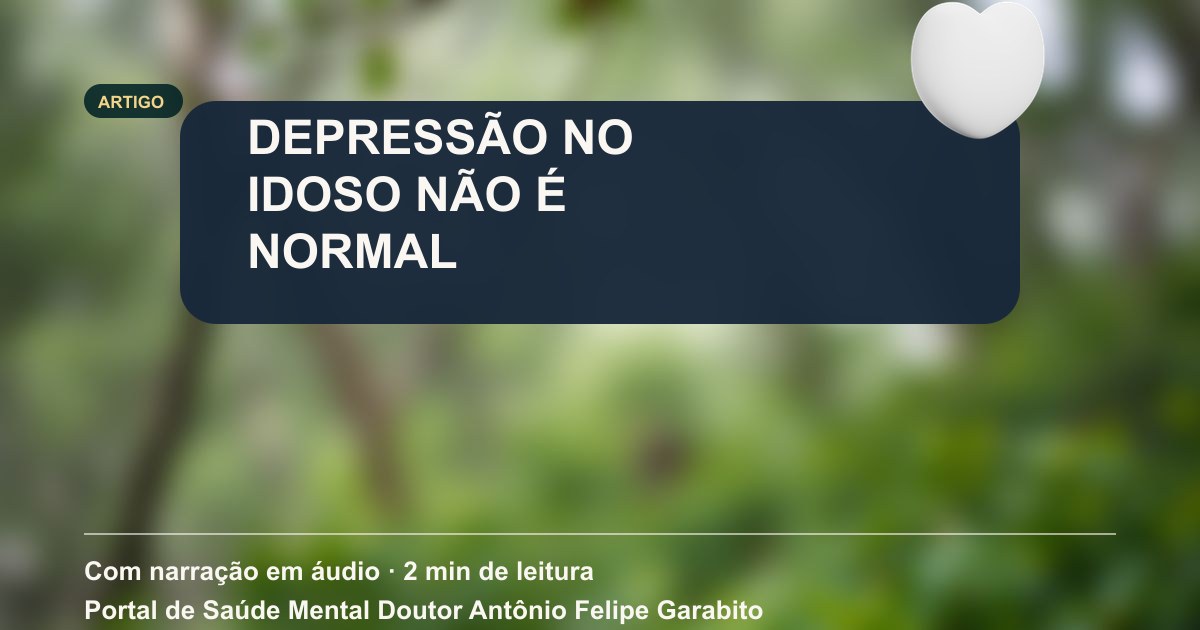 ARTIGO
DEPRESSÃO NO
IDOSO NÃO É
NORMAL
Com narração em áudio · 2 min de leitura
Portal de Saúde Mental Doutor Antônio Felipe Garabito